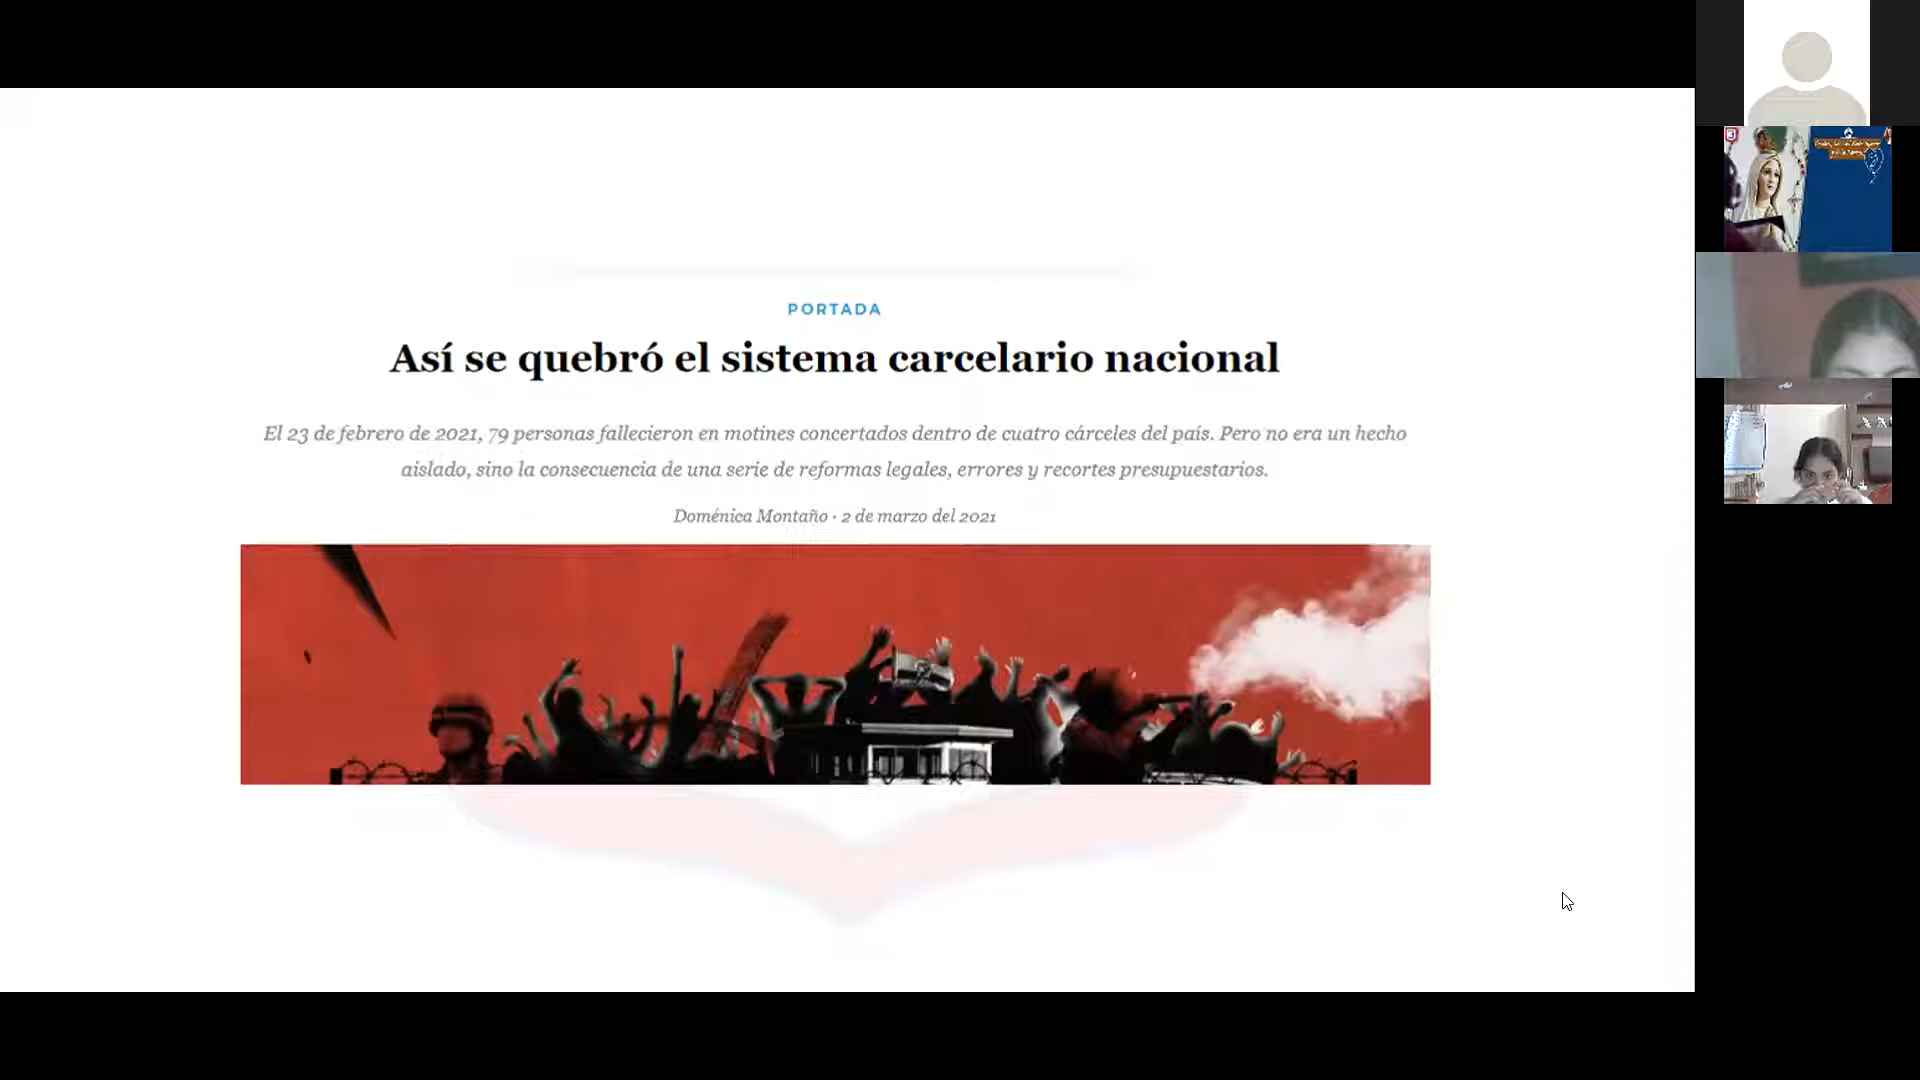 PORTADA
Así se quebró el sistema carcelario nacional
El 23 de febrero de 2021, 79 personas fallecieron en motines concertados dentro de cuatro cárceles del país. Pero no era un hecho
aislado, sino la consecuencia de una serie de reformas legales, errores y recortes presupuestarios.
Doménica Montaño · 2 de marzo del 2021